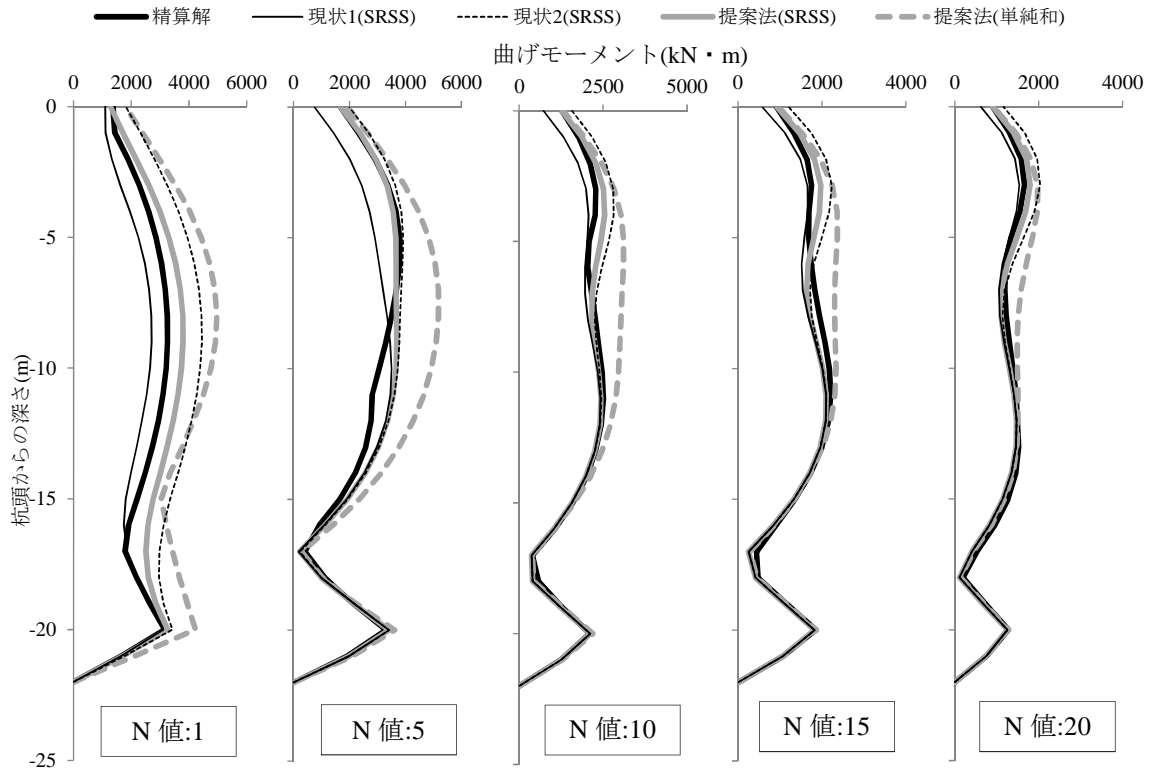 精算解 現状1(SRSS) 現状2(SRSS) 提案法(SRSS) 提案法(単純和)
曲げモーメント(kN・m)
0 2000 4000 6000 0 2000 4000 6000 0 2500 5000 0 2000 4000 0 2000 4000
0
-5
-10
-15
-20
-25
杭頭からの深さ(m)
N 値:1 N 値:5 N 値:10 N 値:15 N 値:20